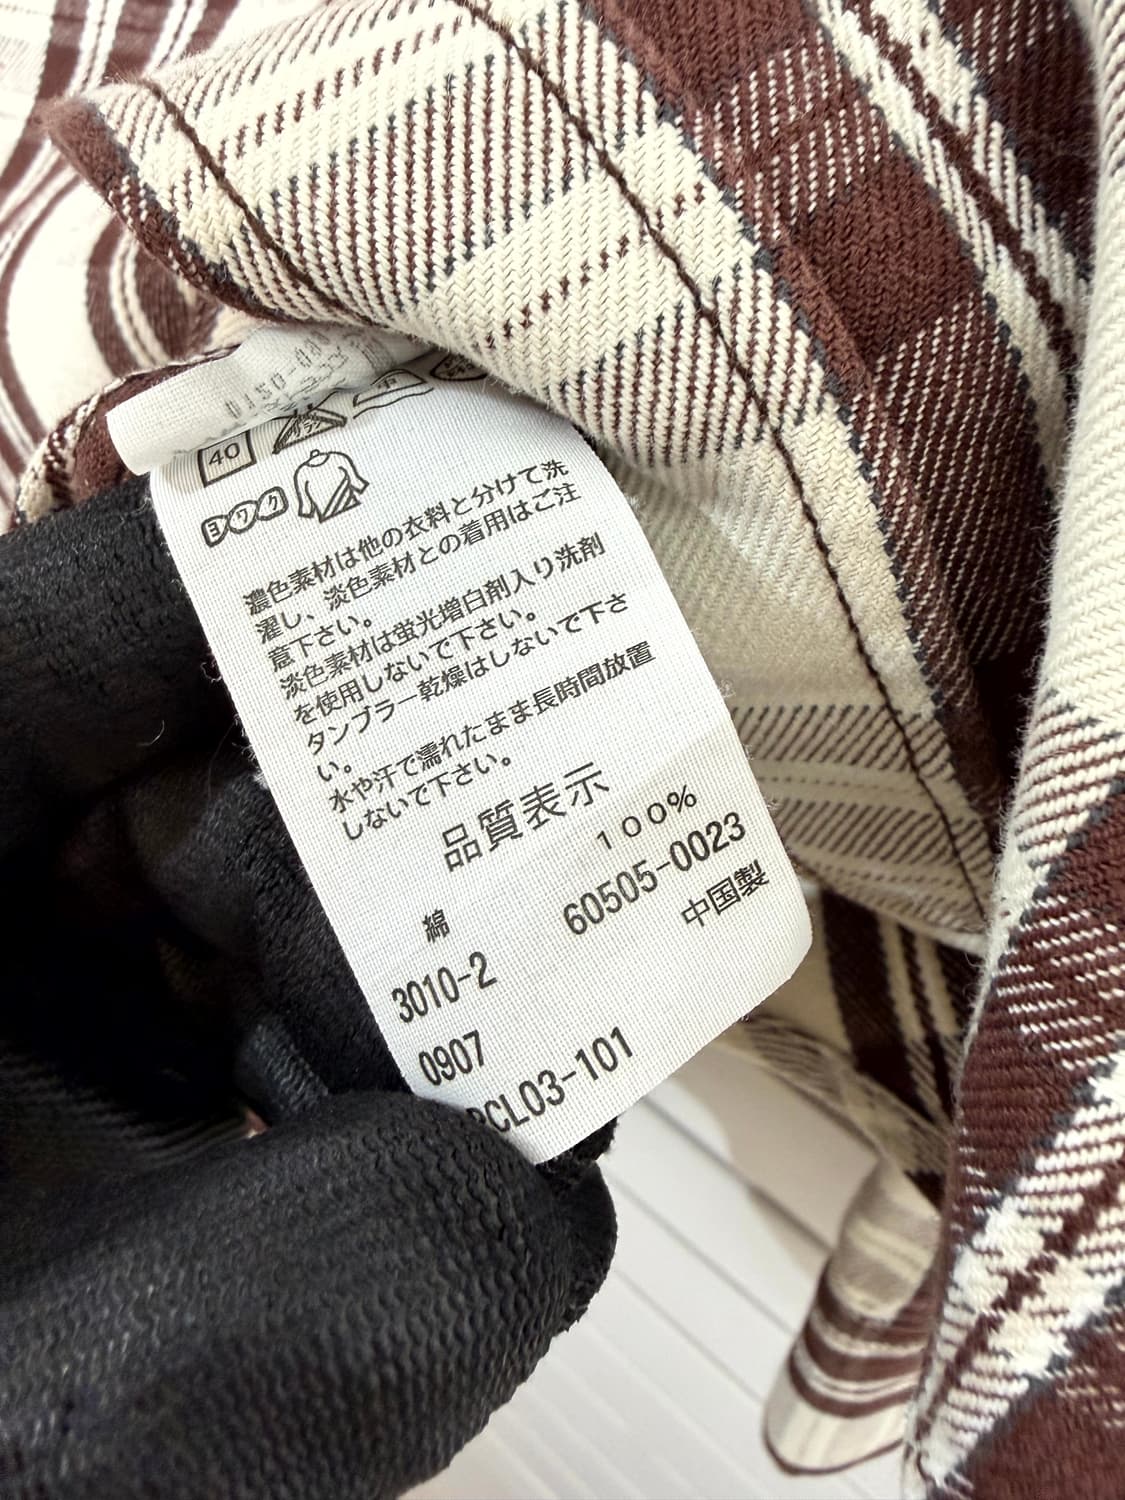 40
ヨワク
濃色素材は他の衣料と分けて洗
濯し、淡色素材との着用はご注
意下さい。
淡色素材は蛍光増白剤入り洗剤
を使用しないで下さい。
タンブラー乾燥はしないで下さ
い。
水や汗で濡れたまま長時間放置
しないで下さい。
品質表示
綿 100%
3010-2 60505-0023
0907 中国製
CL03-101